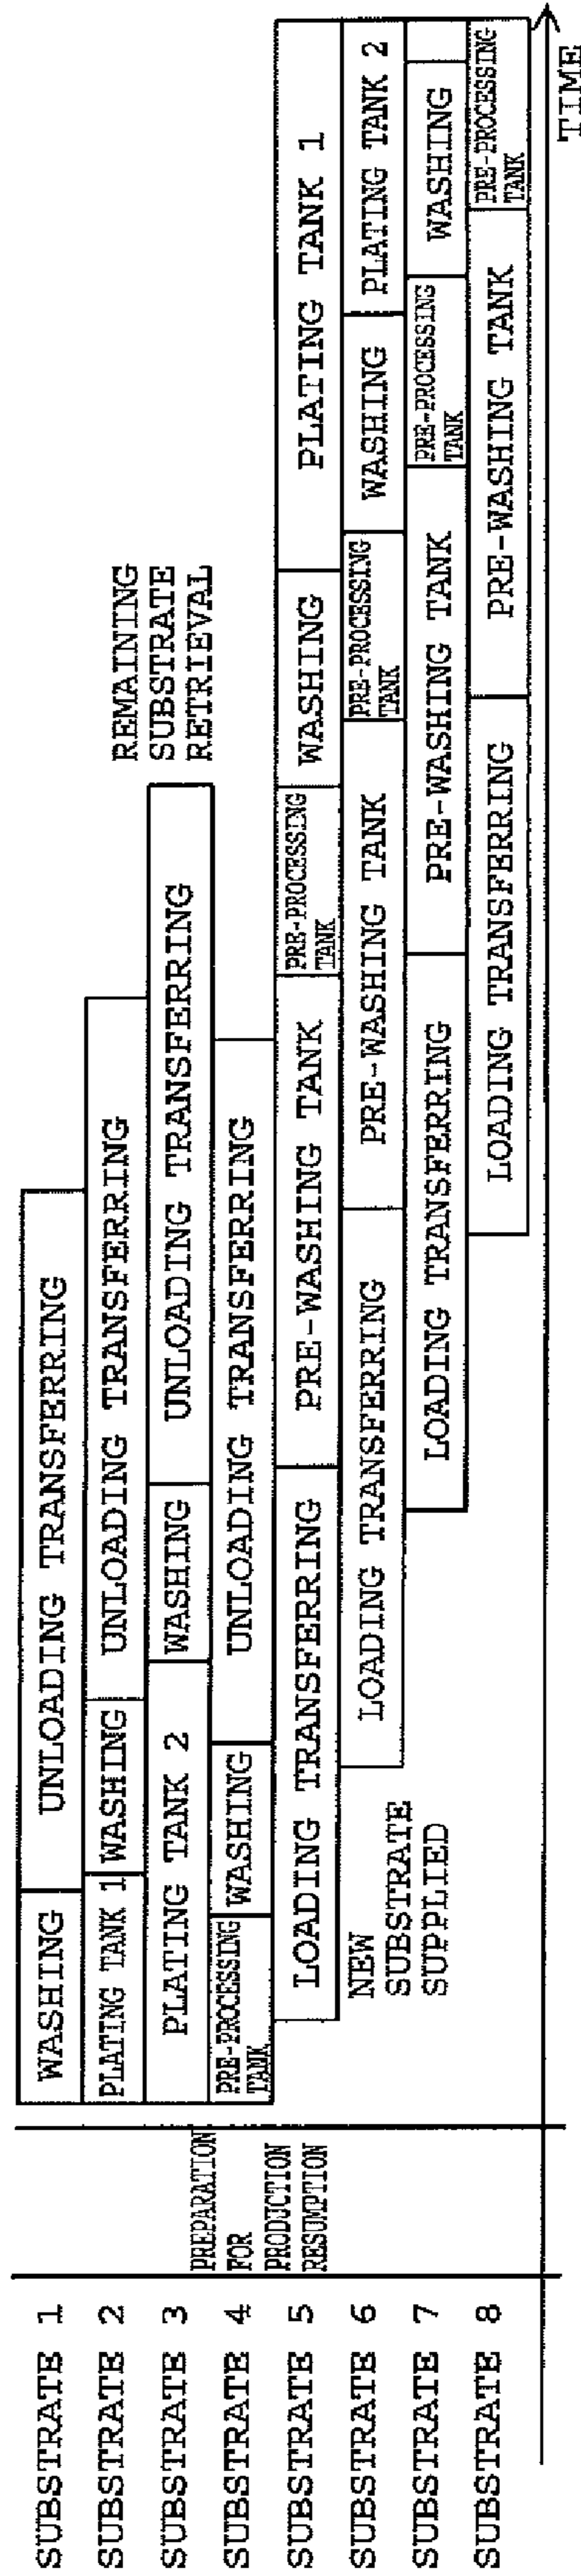 SUBSTRATE 1
WASHING
UNLOADING TRANSFERRING
SUBSTRATE 2
PLATING TANK 1
WASHING
UNLOADING TRANSFERRING
REMAINING
SUBSTRATE
RETRIEVAL
SUBSTRATE 3
PLATING TANK 2
WASHING
UNLOADING TRANSFERRING
SUBSTRATE 4
PREPARATION
FOR
PRODUCTION
RESUMPTION
PRE-PROCESSING
TANK
WASHING
UNLOADING TRANSFERRING
SUBSTRATE 5
LOADING TRANSFERRING
PRE-WASHING TANK
PRE-PROCESSING
TANK
WASHING
PLATING TANK 1
SUBSTRATE 6
NEW
SUBSTRATE
SUPPLIED
LOADING TRANSFERRING
PRE-WASHING TANK
PRE-PROCESSING
TANK
WASHING
PLATING TANK 2
SUBSTRATE 7
LOADING TRANSFERRING
PRE-WASHING TANK
PRE-PROCESSING
TANK
WASHING
SUBSTRATE 8
LOADING TRANSFERRING
PRE-WASHING TANK
PRE-PROCESSING
TANK
TIME